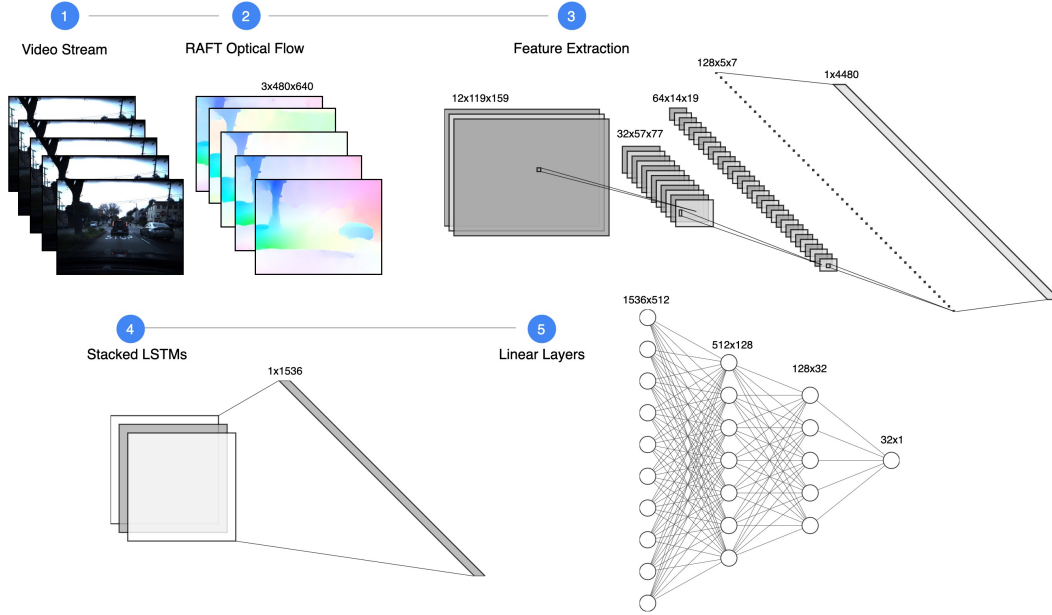 1
2
3
Video Stream
RAFT Optical Flow
Feature Extraction
3x480x640
12x119x159
32x57x77
64x14x19
128x5x7
1x4480
4
5
Stacked LSTMs
Linear Layers
1x1536
1536x512
512x128
128x32
32x1